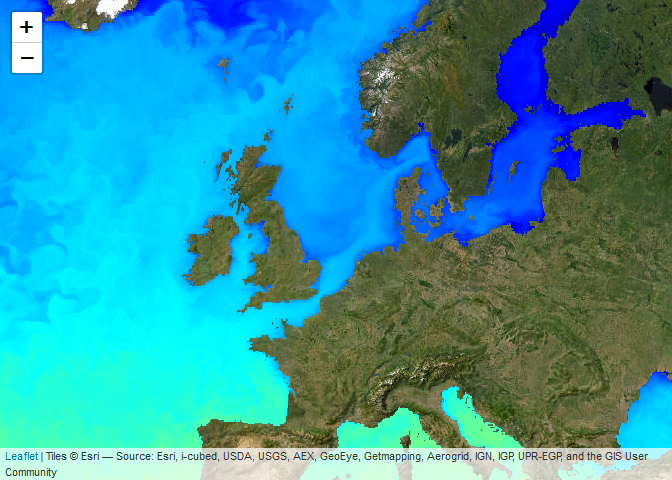 +
−
Leaflet | Tiles © Esri — Source: Esri, i-cubed, USDA, USGS, AEX, GeoEye, Getmapping, Aerogrid, IGN, IGP, UPR-EGP, and the GIS User
Community